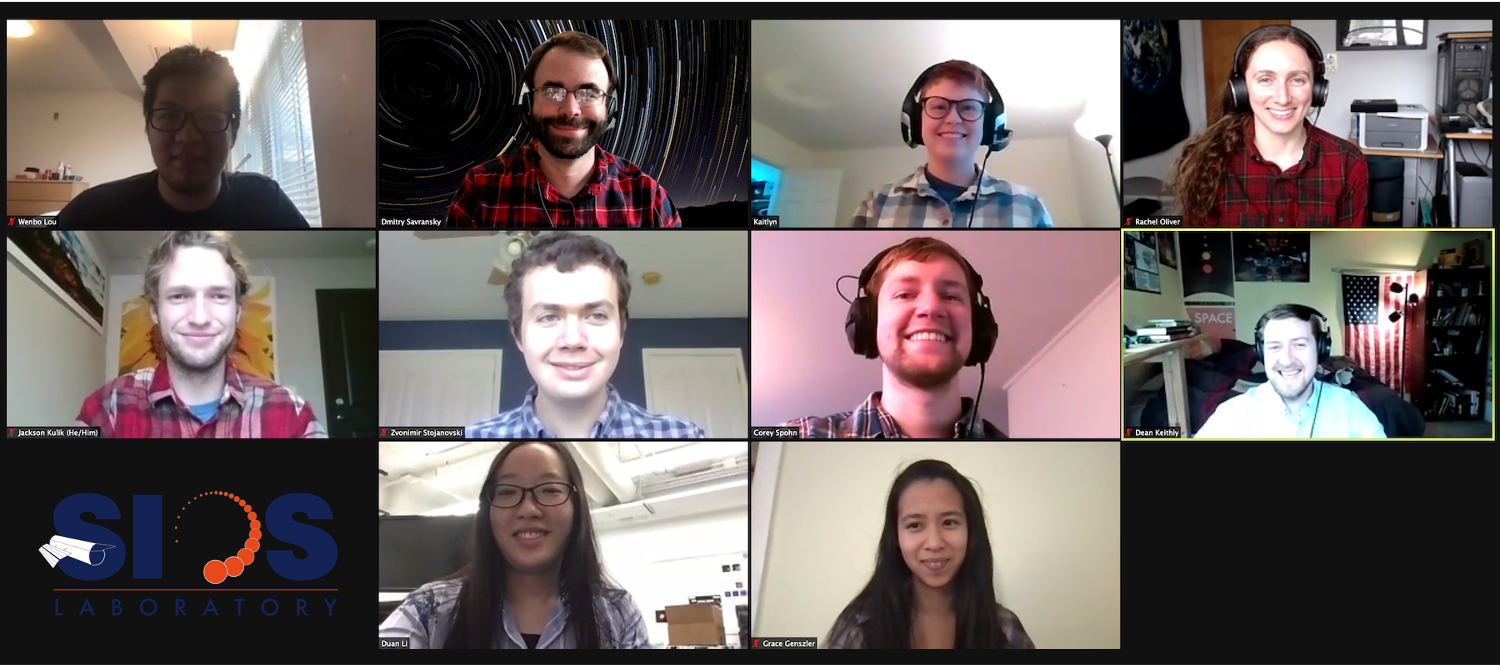 Wenbo Lou
Dmitry Savransky
Kaitlyn
Rachel Oliver
SPACE
Jackson Kulik (He/Him)
Zvonimir Stojanovski
Corey Spohn
Dean Keithly
SIOS
LABORATORY
Duan Li
Grace Genszler